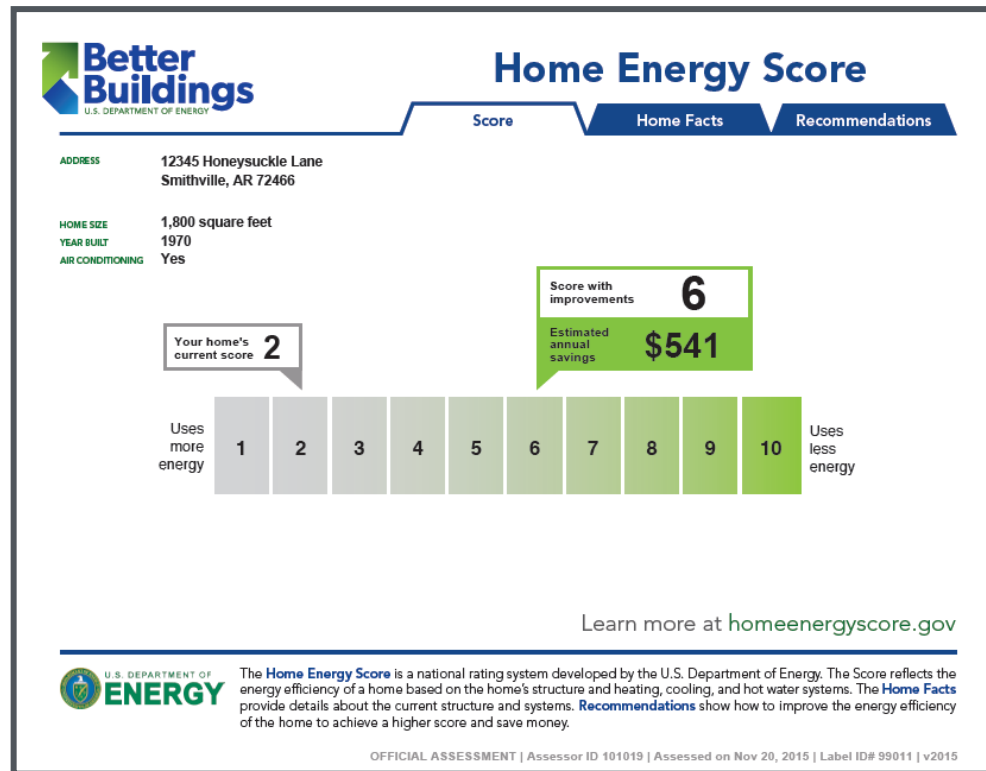 Better
Buildings
U.S. DEPARTMENT OF ENERGY
Home Energy Score
Score
Home Facts
Recommendations
ADDRESS 12345 Honeysuckle Lane
Smithville, AR 72466
HOME SIZE 1,800 square feet
YEAR BUILT 1970
AIR CONDITIONING Yes
Score with
improvements 6
Estimated
annual
savings $541
Your home's
current score 2
Uses
more
energy
1 2 3 4 5 6 7 8 9 10
Uses
less
energy
Learn more at homeenergyscore.gov
U.S. DEPARTMENT OF
ENERGY
The Home Energy Score is a national rating system developed by the U.S. Department of Energy. The Score reflects the
energy efficiency of a home based on the home's structure and heating, cooling, and hot water systems. The Home Facts
provide details about the current structure and systems. Recommendations show how to improve the energy efficiency
of the home to achieve a higher score and save money.
OFFICIAL ASSESSMENT | Assessor ID 101019 | Assessed on Nov 20, 2015 | Label ID# 99011 | v2015